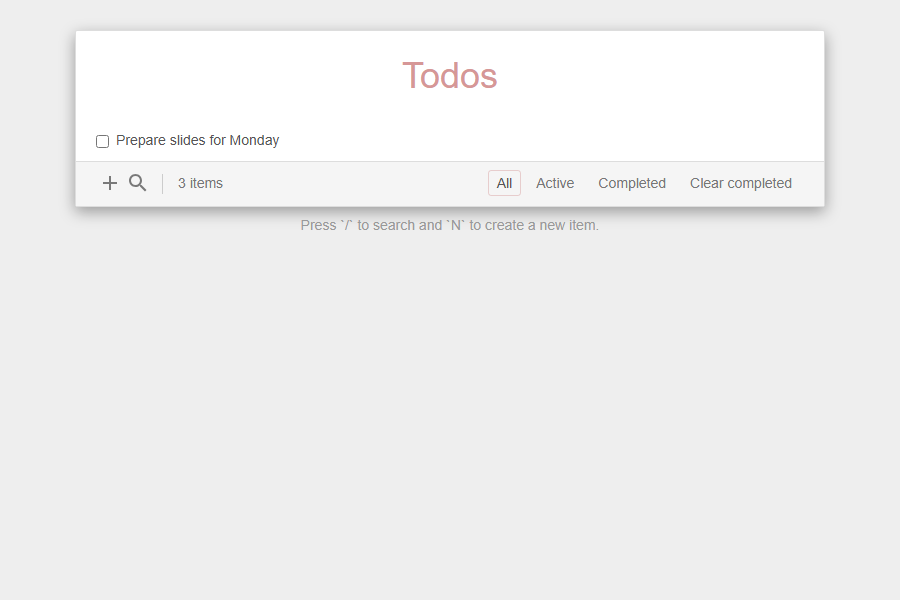 Todos
Prepare slides for Monday
3 items All Active Completed Clear completed
Press `/` to search and `N` to create a new item.